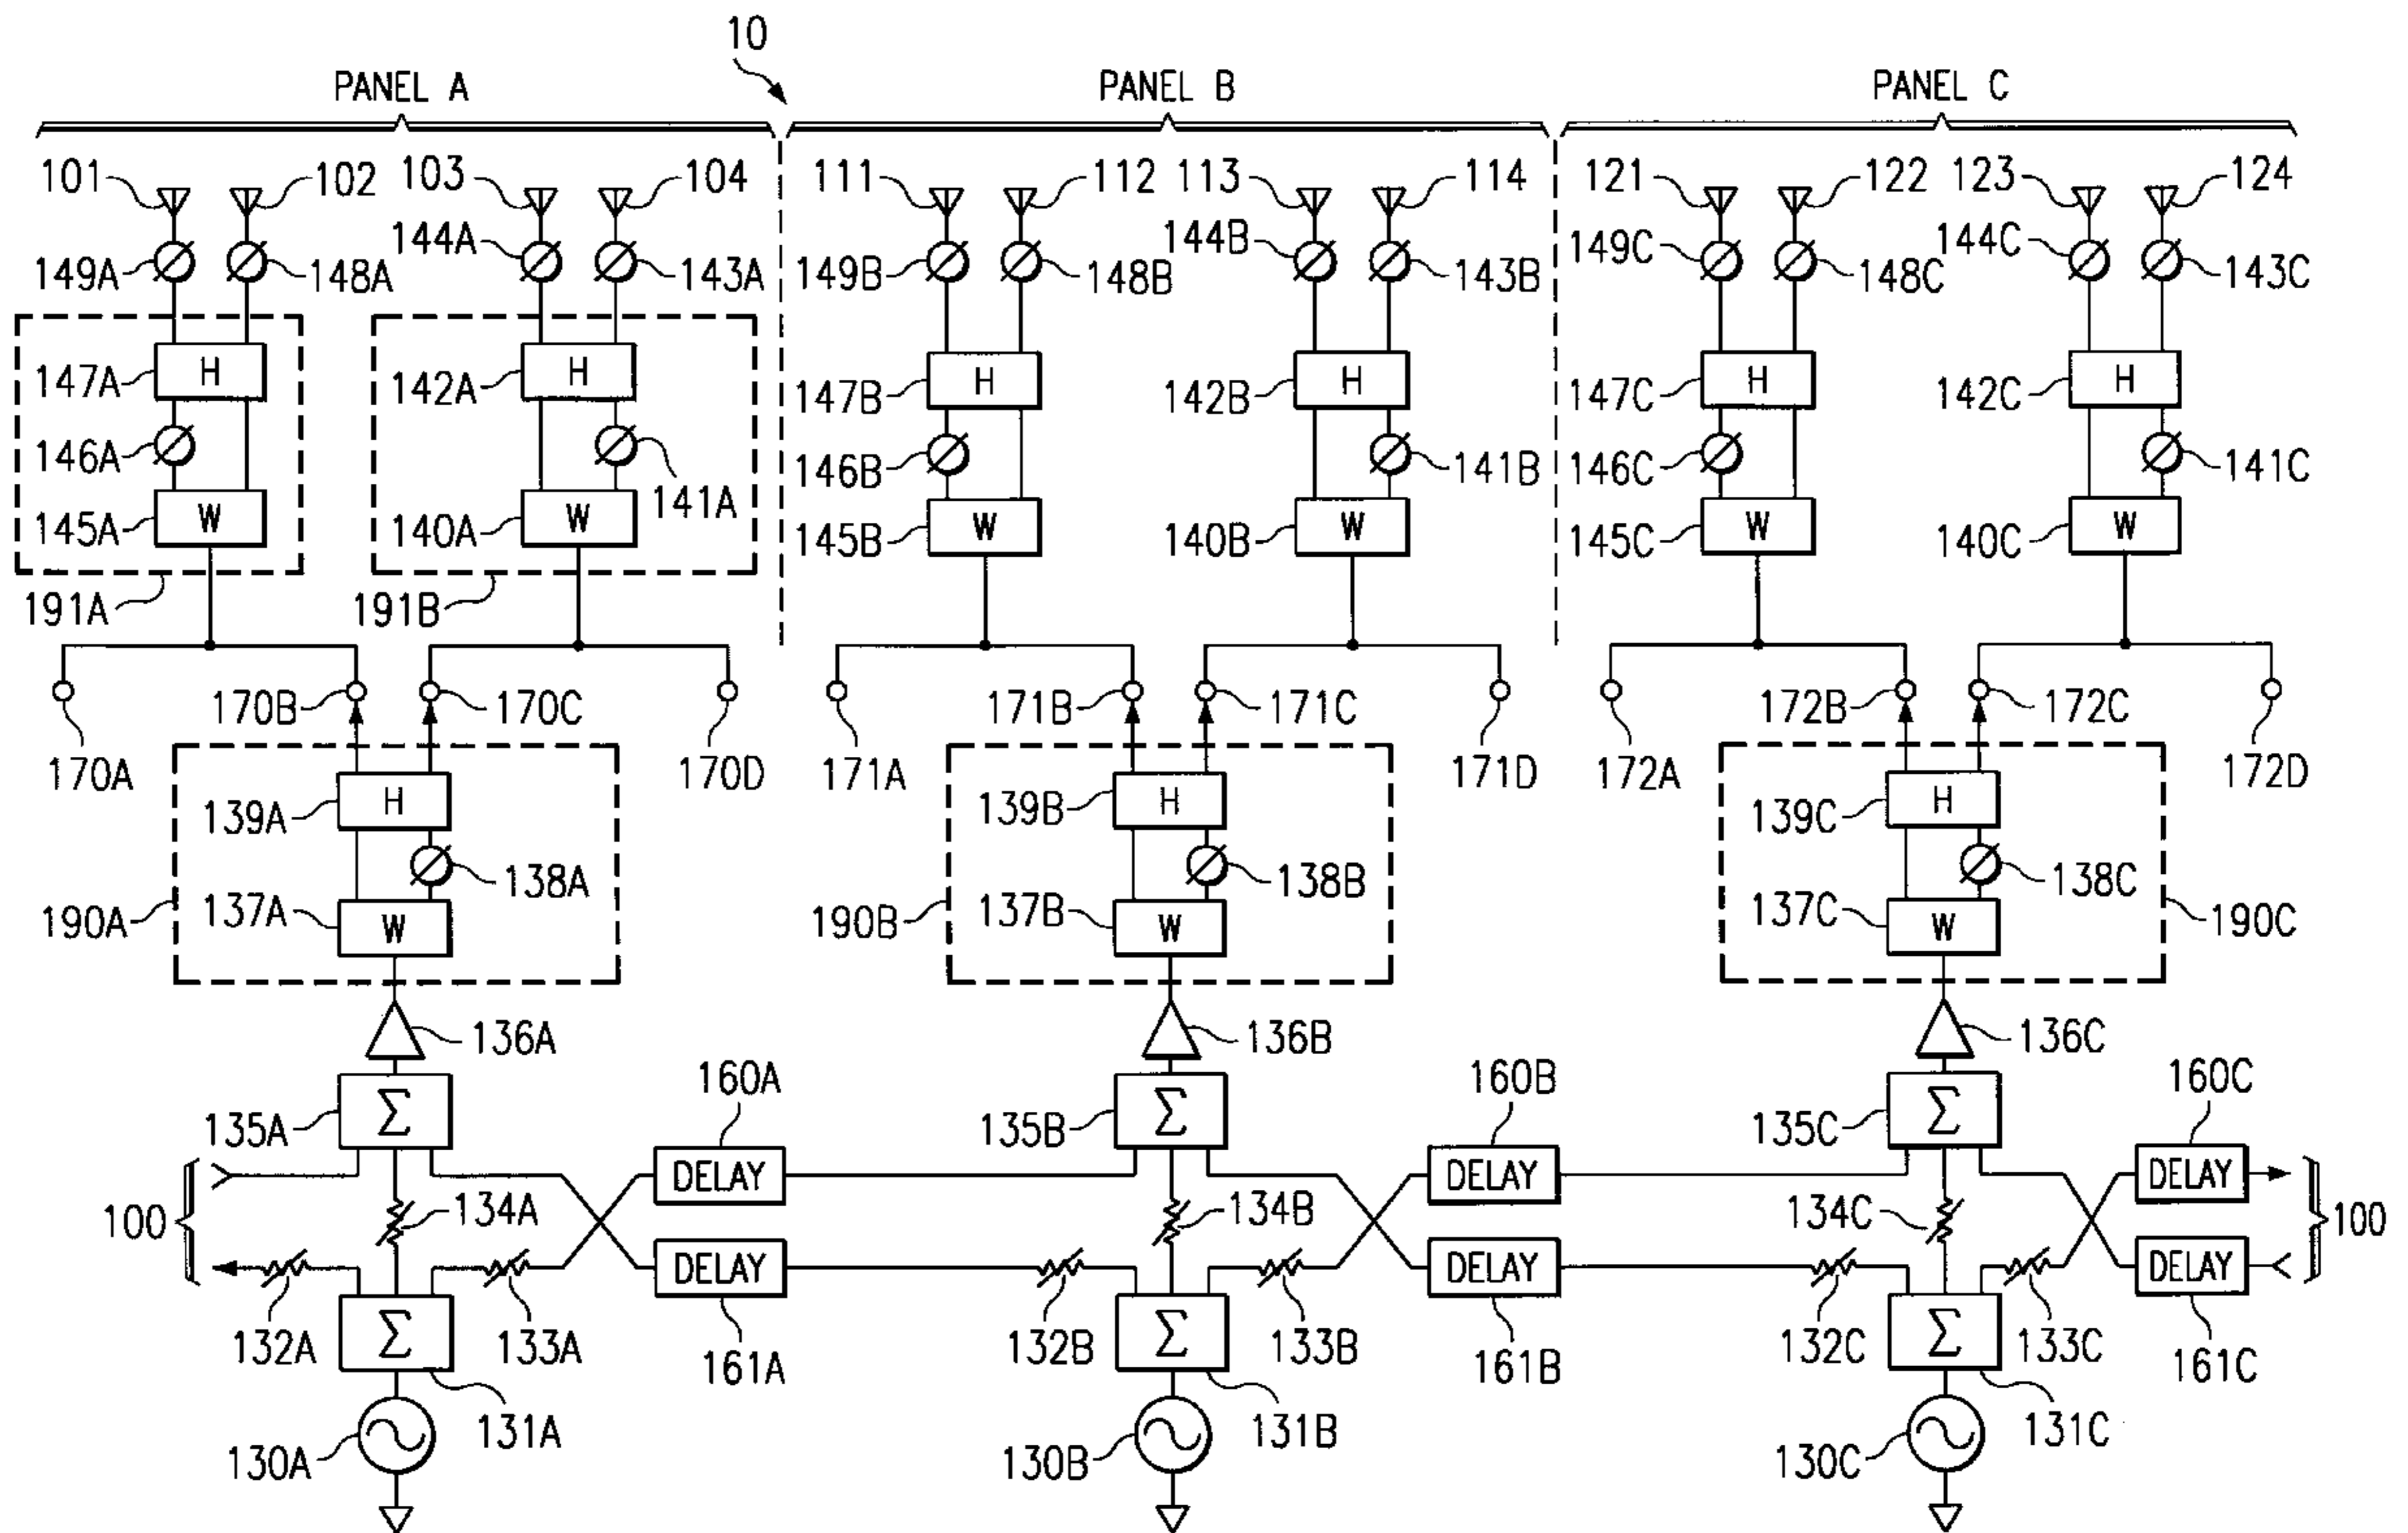 10
PANEL A PANEL B PANEL C
101 102 103 104 111 112 113 114 121 122 123 124
149A 148A 144A 143A 149B 148B 144B 143B 149C 148C 144C 143C
147A H 142A H 147B H 142B H 147C H 142C H
146A 141A 146B 141B 146C 141C
145A W 140A W 145B W 140B W 145C W 140C W
191A 191B
170B 170C 171B 171C 172B 172C
170A 170D 171A 171D 172A 172D
139A H 139B H 139C H
138A 138B 138C
190A 137A W 190B 137B W 137C W 190C
136A 136B 136C
160A 160B 160C
135A Σ 135B Σ 135C Σ
DELAY DELAY DELAY
100 134A 134B 134C 100
DELAY DELAY DELAY
132A Σ 133A 161A 132B Σ 133B 161B 132C Σ 133C 161C
130A 131A 130B 131B 130C 131C